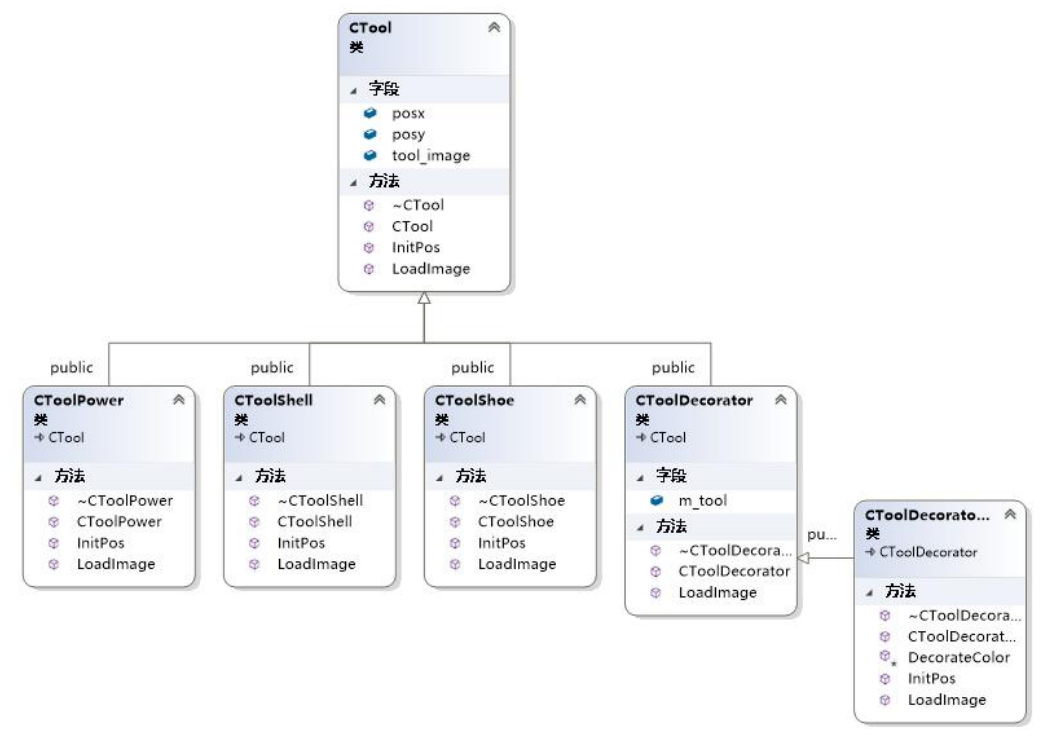 CTool
类
字段
posx
posy
tool_image
方法
~CTool
CTool
InitPos
LoadImage
public
public
public
public
CToolPower
类
CTool
方法
~CToolPower
CToolPower
InitPos
LoadImage
CToolShell
类
CTool
方法
~CToolShell
CToolShell
InitPos
LoadImage
CToolShoe
类
CTool
方法
~CToolShoe
CToolShoe
InitPos
LoadImage
CToolDecorator
类
CTool
字段
m_tool
方法
~CToolDecora...
CToolDecorator
LoadImage
pu...
CToolDecorato...
类
CToolDecorator
方法
~CToolDecora...
CToolDecorat...
DecorateColor
InitPos
LoadImage